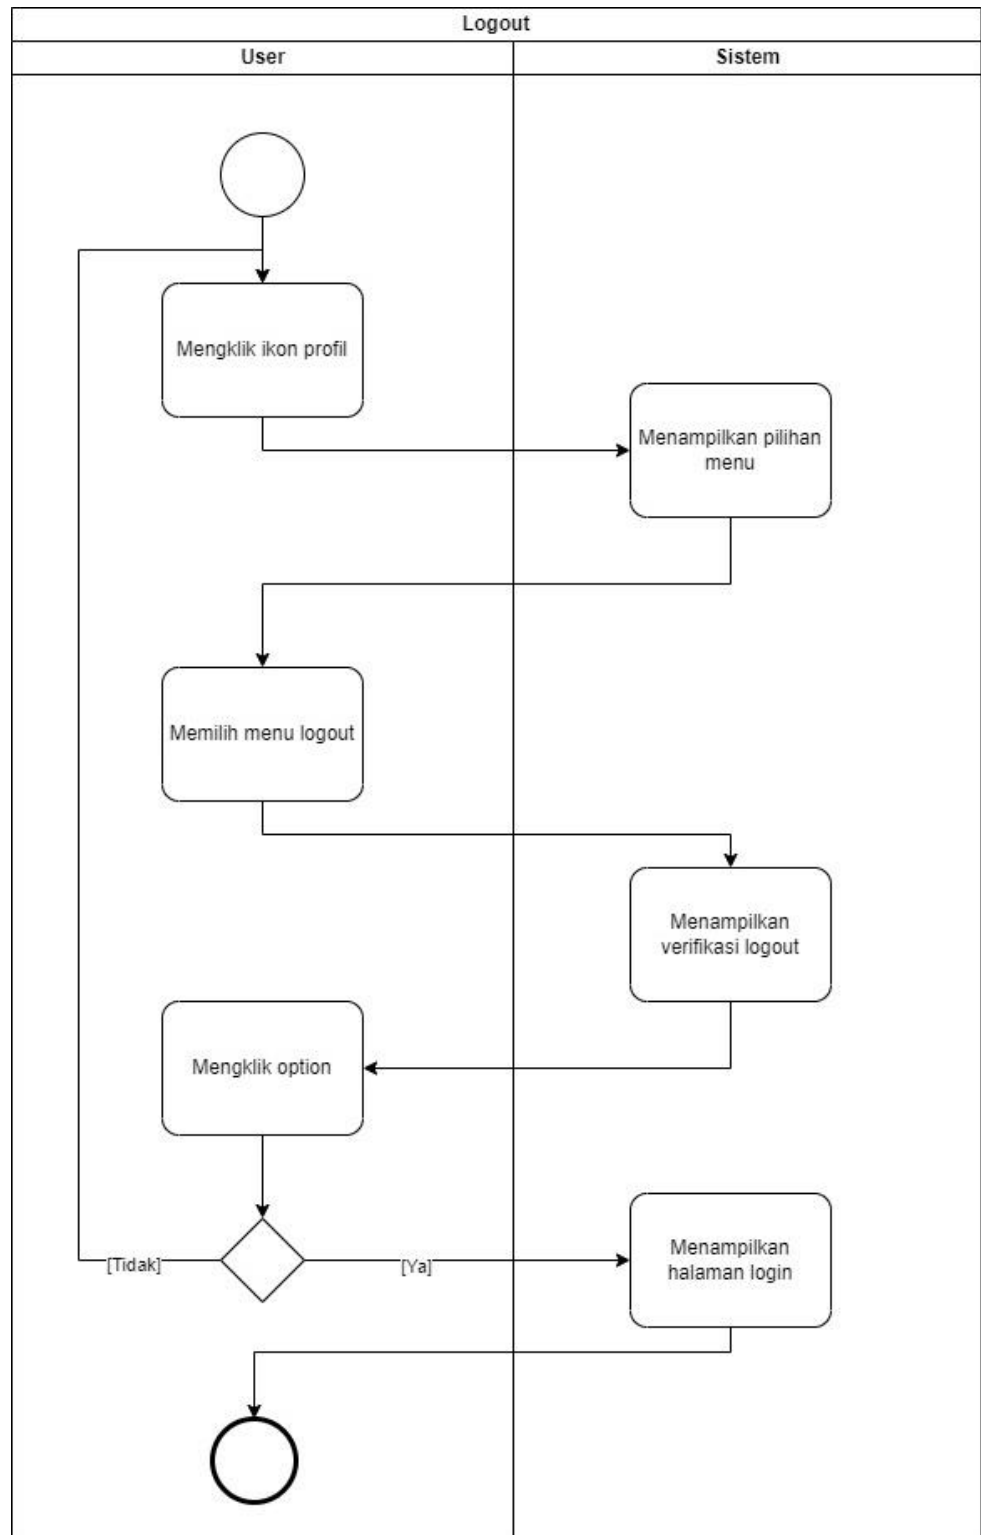 Logout
User
Sistem
Mengklik ikon profil
Menampilkan pilihan
menu
Memilih menu logout
Menampilkan
verifikasi logout
Mengklik option
[Tidak]
[Ya]
Menampilkan
halaman login